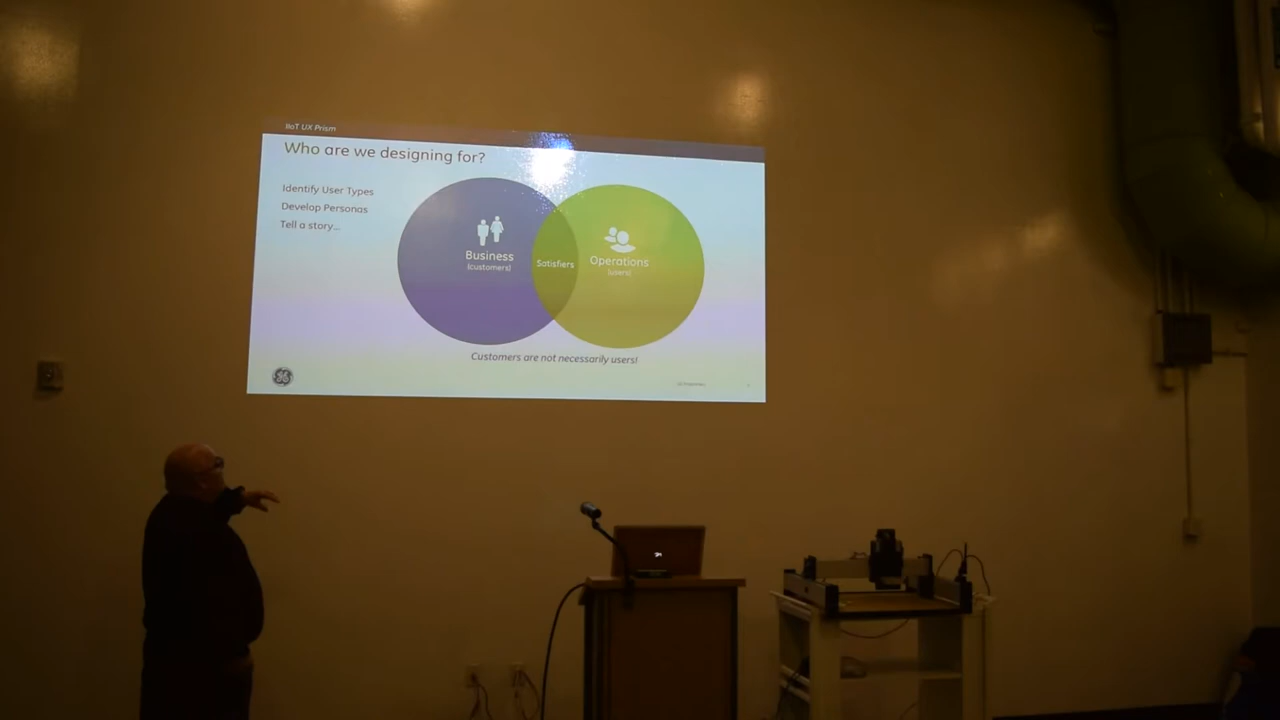 IIoT UX Prism
Who are we designing for?
Identify User Types
Develop Personas
Tell a story...
Business
(customers)
Satisfiers
Operations
(users)
Customers are not necessarily users!